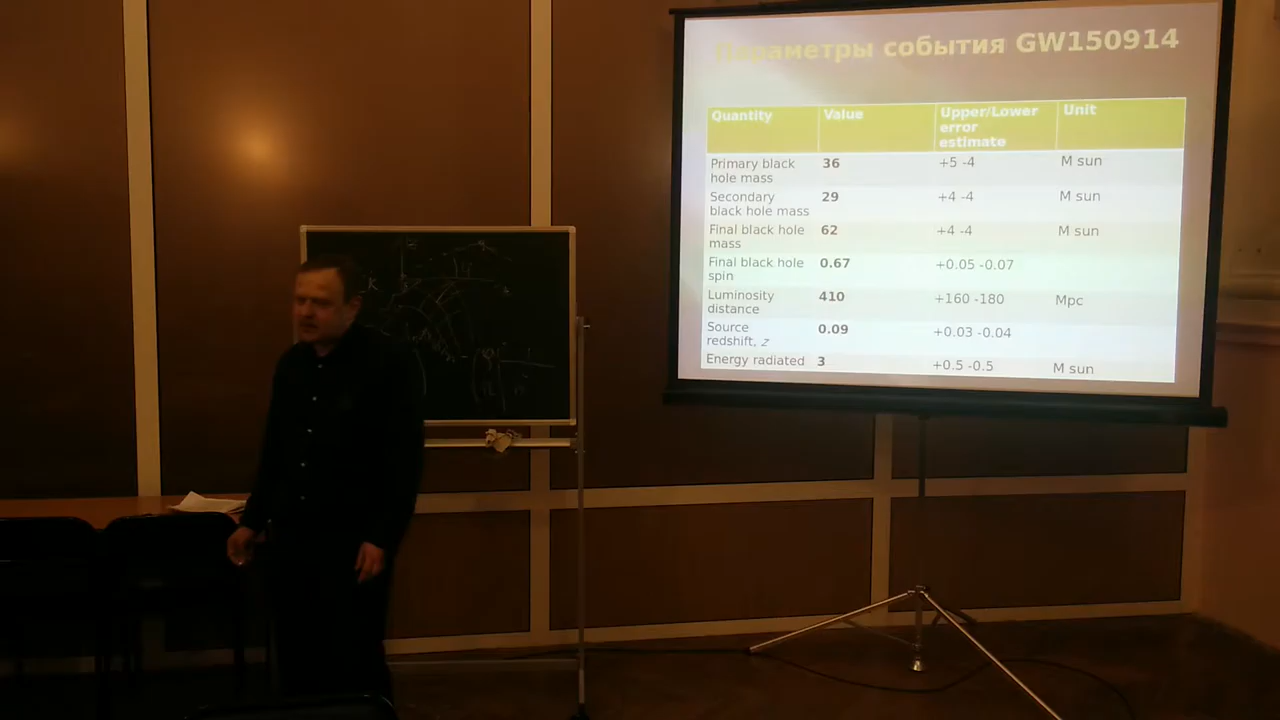 Параметры события GW150914
Quantity Value Upper/Lower error estimate Unit
Primary black hole mass 36 +5 -4 M sun
Secondary black hole mass 29 +4 -4 M sun
Final black hole mass 62 +4 -4 M sun
Final black hole spin 0.67 +0.05 -0.07
Luminosity distance 410 +160 -180 Mpc
Source redshift, z 0.09 +0.03 -0.04
Energy radiated 3 +0.5 -0.5 M sun